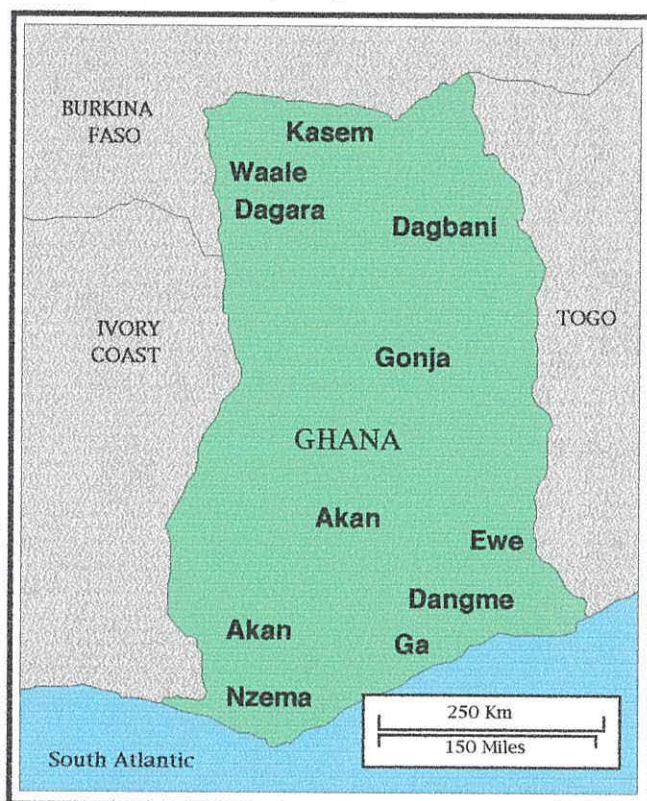 BURKINA
FASO
Kasem
Waale
Dagara
Dagbani
IVORY
COAST
TOGO
Gonja
GHANA
Akan
Ewe
Dangme
Akan
Ga
Nzema
250 Km
150 Miles
South Atlantic